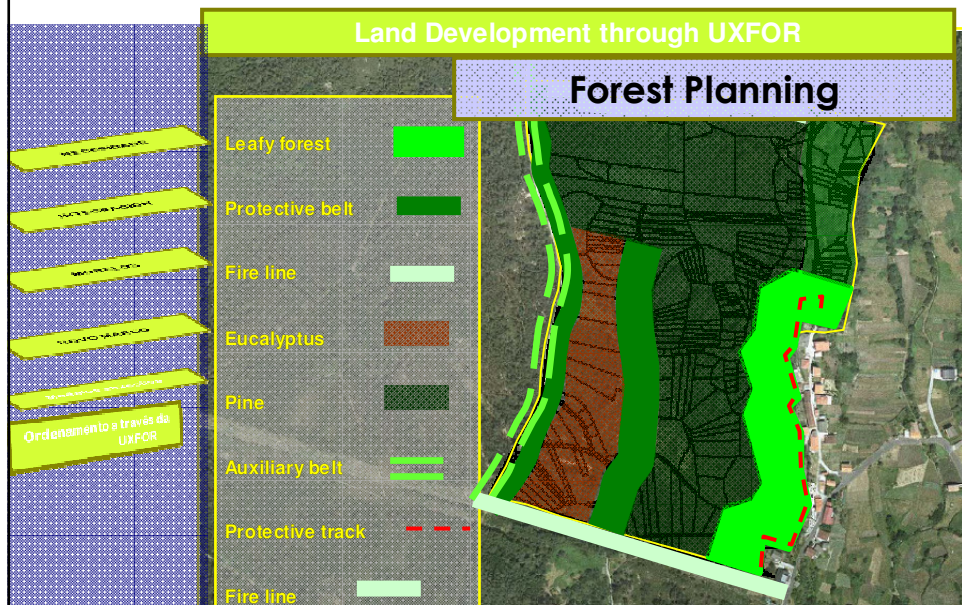 Land Development through UXFOR
Forest Planning
Leafy forest
Protective belt
Fire line
Eucalyptus
Pine
Auxiliary belt
Protective track
Fire line
Ordenamento a través da
UXFOR